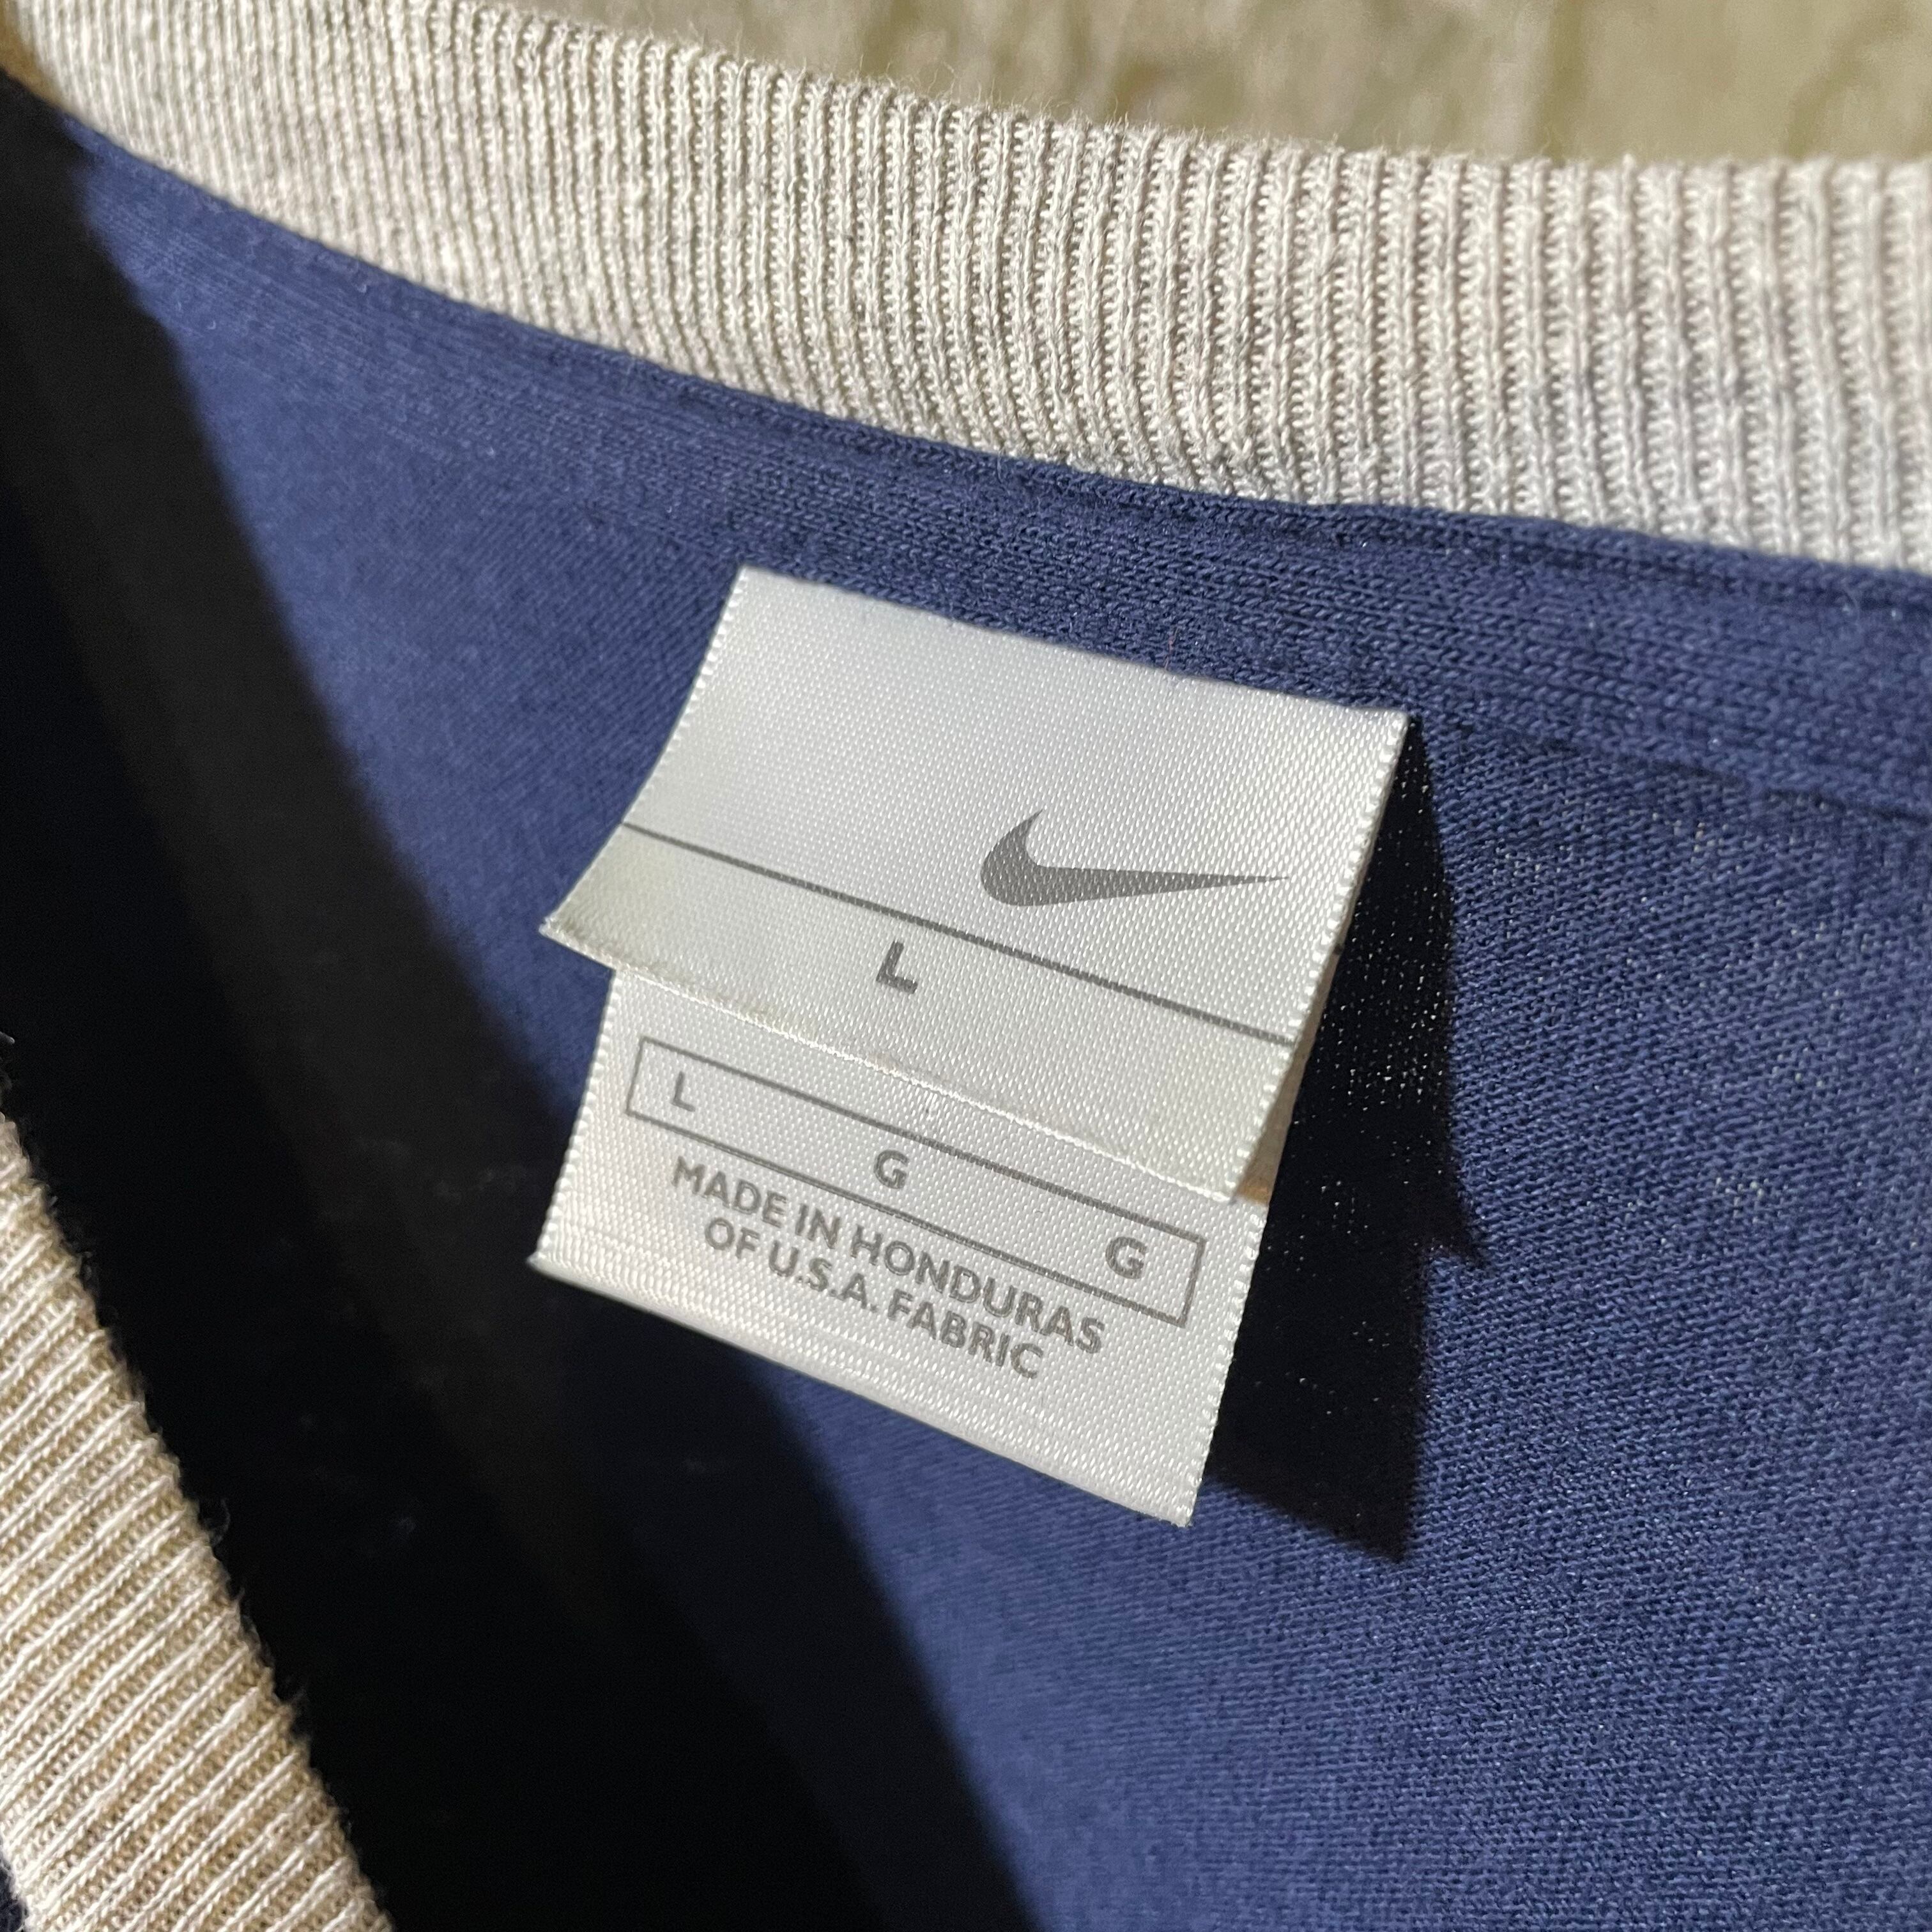 L
L G G
MADE IN HONDURAS
OF U.S.A. FABRIC